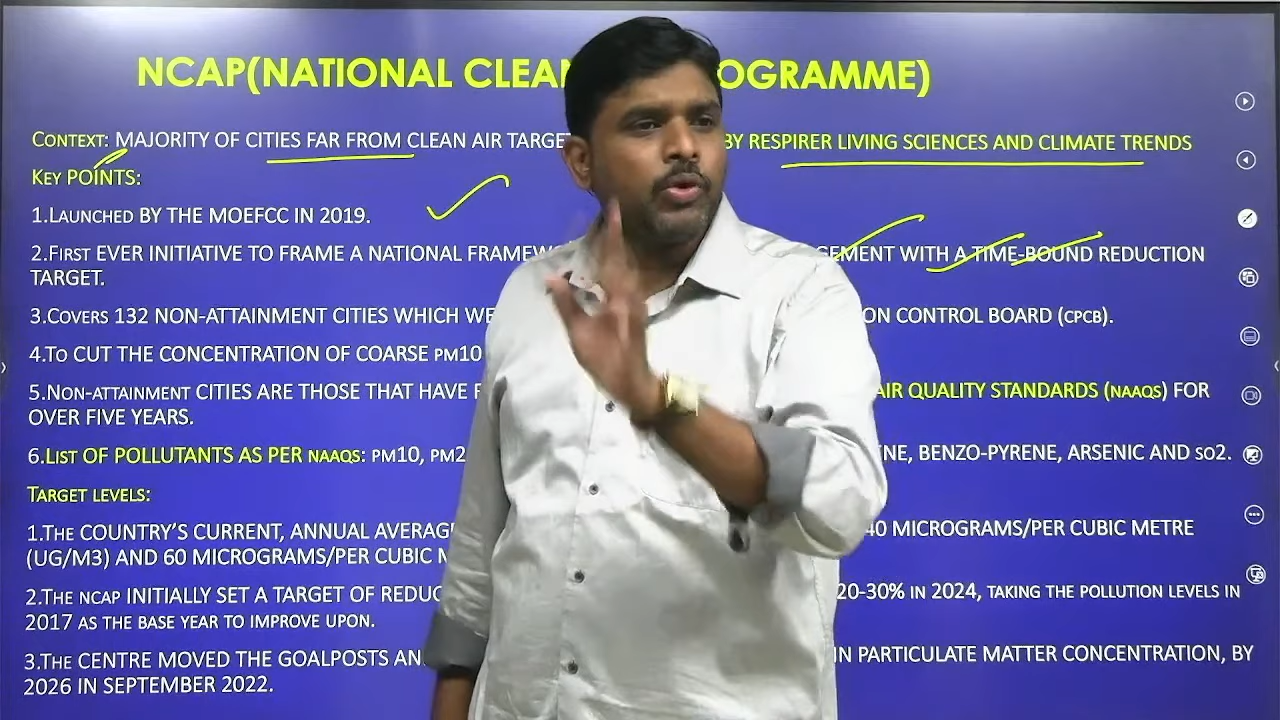 NCAP(NATIONAL CLEAN OGRAMME)
CONTEXT: MAJORITY OF CITIES FAR FROM CLEAN AIR TARGET BY RESPIRER LIVING SCIENCES AND CLIMATE TRENDS
KEY POINTS:
1.LAUNCHED BY THE MOEFCC IN 2019.
2.FIRST EVER INITIATIVE TO FRAME A NATIONAL GEMENT WITH A TIME-BOUND REDUCTION
TARGET.
3.COVERS 132 NON-ATTAINMENT CITIES WHICH ON CONTROL BOARD (CPCB).
4.TO CUT THE CONCENTRATION OF COARSE PM10
5.NON-ATTAINMENT CITIES ARE THOSE THAT HAVE AIR QUALITY STANDARDS (NAAQS) FOR
OVER FIVE YEARS.
6.LIST OF POLLUTANTS AS PER NAAQS: PM10, PM2 NE, BENZO-PYRENE, ARSENIC AND SO2.
TARGET LEVELS:
1.THE COUNTRY'S CURRENT, ANNUAL AVERAGE 40 MICROGRAMS/PER CUBIC METRE
(UG/M3) AND 60 MICROGRAMS/PER CUBIC
2.THE NCAP INITIALLY SET A TARGET OF 20-30% IN 2024, TAKING THE POLLUTION LEVELS IN
2017 AS THE BASE YEAR TO IMPROVE UPON.
3.THE CENTRE MOVED THE GOALPOSTS IN PARTICULATE MATTER CONCENTRATION, BY
2026 IN SEPTEMBER 2022.